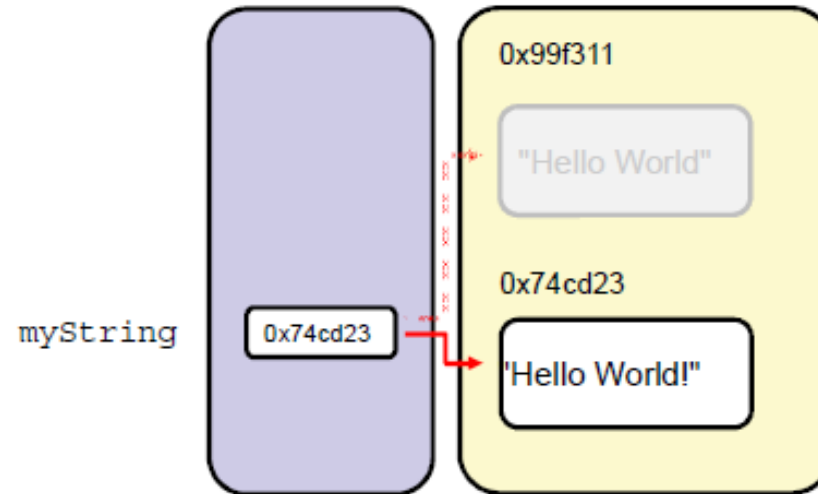 0x99f311
"Hello World"
0x74cd23
myString
0x74cd23
'Hello World!"